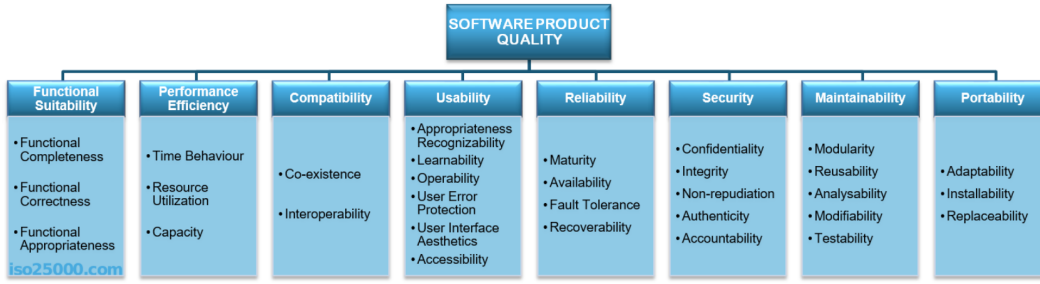 SOFTWARE PRODUCT
QUALITY
Functional
Suitability
• Functional
Completeness
• Functional
Correctness
• Functional
Appropriateness
Performance
Efficiency
• Time Behaviour
• Resource
Utilization
• Capacity
Compatibility
• Co-existence
• Interoperability
Usability
• Appropriateness
Recognizability
• Learnability
• Operability
• User Error
Protection
• User Interface
Aesthetics
• Accessibility
Reliability
• Maturity
• Availability
• Fault Tolerance
• Recoverability
Security
• Confidentiality
• Integrity
• Non-repudiation
• Authenticity
• Accountability
Maintainability
• Modularity
• Reusability
• Analysability
• Modifiability
• Testability
Portability
• Adaptability
• Installability
• Replaceability
iso25000.com